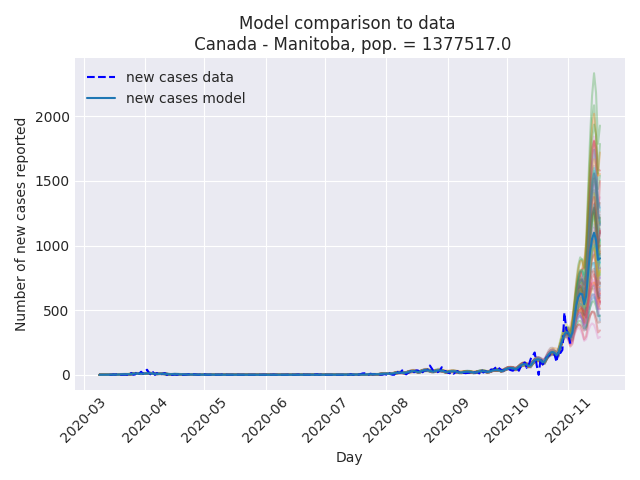 Model comparison to data
Canada - Manitoba, pop. = 1377517.0
new cases data
new cases model
Number of new cases reported
2000
1500
1000
500
0
2020-03
2020-04
2020-05
2020-06
2020-07
2020-08
2020-09
2020-10
2020-11
Day